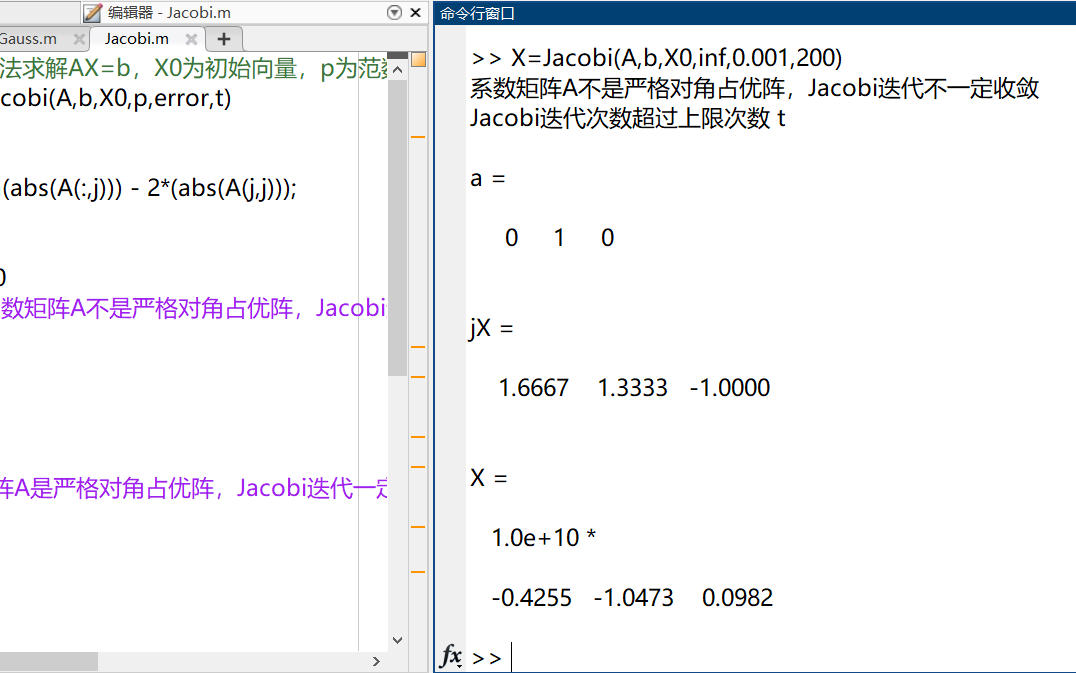 编辑器 - Jacobi.m
Gauss.m
Jacobi.m
法求解AX=b，X0为初始向量，p为范数
cobi(A,b,X0,p,error,t)
(abs(A(:,j))) - 2*(abs(A(j,j)));
0
数矩阵A不是严格对角占优阵，Jacobi
阵A是严格对角占优阵，Jacobi迭代一定
命令行窗口
>> X=Jacobi(A,b,X0,inf,0.001,200)
系数矩阵A不是严格对角占优阵，Jacobi迭代不一定收敛
Jacobi迭代次数超过上限次数 t
a =
0 1 0
jX =
1.6667 1.3333 -1.0000
X =
1.0e+10 *
-0.4255 -1.0473 0.0982
fx >>